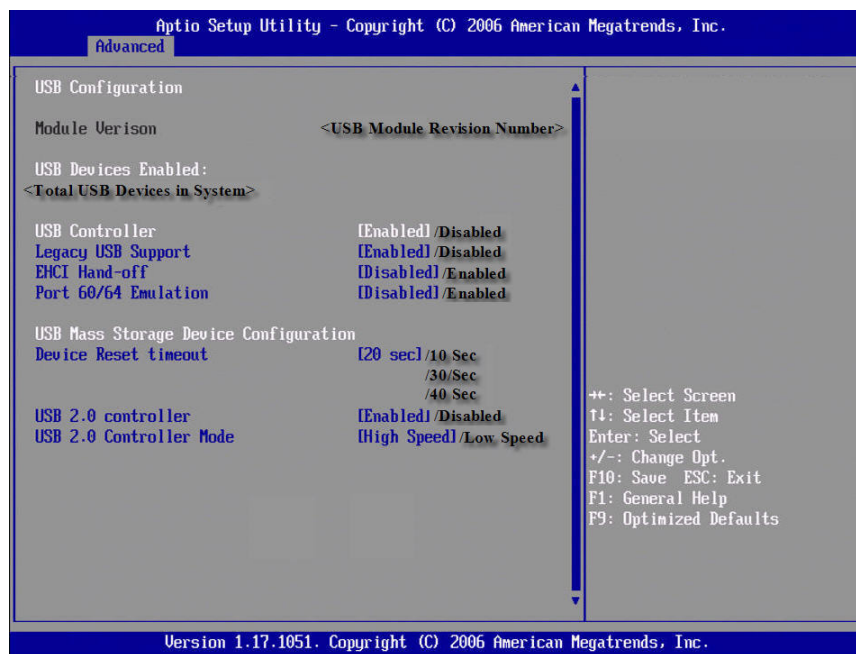 Aptio Setup Utility - Copyright (C) 2006 American Megatrends, Inc.
Advanced
USB Configuration
Module Verison <USB Module Revision Number>
USB Devices Enabled:
<Total USB Devices in System>
USB Controller [Enabled]/Disabled
Legacy USB Support [Enabled]/Disabled
EHCI Hand-off [Disabled]/Enabled
Port 60/64 Emulation [Disabled]/Enabled
USB Mass Storage Device Configuration
Device Reset timeout [20 sec]/10 Sec
/30/Sec
/40 Sec
USB 2.0 controller [Enabled]/Disabled
USB 2.0 Controller Mode [High Speed]/Low Speed
→←: Select Screen
↑↓: Select Item
Enter: Select
+/-: Change Opt.
F10: Save ESC: Exit
F1: General Help
F9: Optimized Defaults
Version 1.17.1051. Copyright (C) 2006 American Megatrends, Inc.